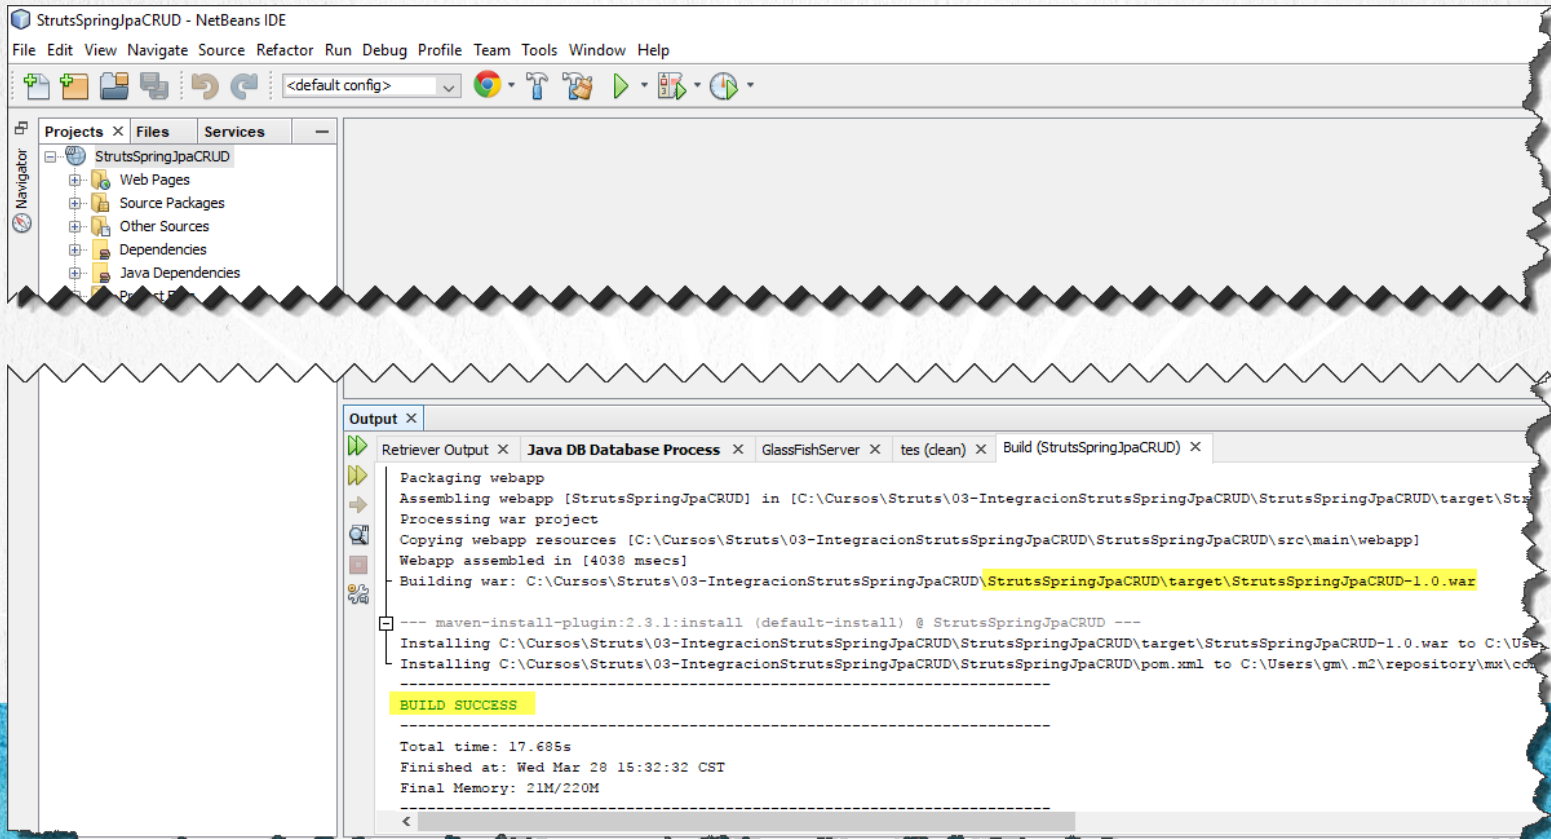 StrutsSpringJpaCRUD - NetBeans IDE
File Edit View Navigate Source Refactor Run Debug Profile Team Tools Window Help
<default config>
Projects Files Services
Navigator
StrutsSpringJpaCRUD
Web Pages
Source Packages
Other Sources
Dependencies
Java Dependencies
Output
Retriever Output Java DB Database Process GlassFishServer tes (clean) Build (StrutsSpringJpaCRUD)
Packaging webapp
Assembling webapp [StrutsSpringJpaCRUD] in [C:\Cursos\Struts\03-IntegracionStrutsSpringJpaCRUD\StrutsSpringJpaCRUD\target\Str
Processing war project
Copying webapp resources [C:\Cursos\Struts\03-IntegracionStrutsSpringJpaCRUD\StrutsSpringJpaCRUD\src\main\webapp]
Webapp assembled in [4038 msecs]
Building war: C:\Cursos\Struts\03-IntegracionStrutsSpringJpaCRUD\StrutsSpringJpaCRUD\target\StrutsSpringJpaCRUD-1.0.war
--- maven-install-plugin:2.3.1:install (default-install) @ StrutsSpringJpaCRUD ---
Installing C:\Cursos\Struts\03-IntegracionStrutsSpringJpaCRUD\StrutsSpringJpaCRUD\target\StrutsSpringJpaCRUD-1.0.war to C:\Use
Installing C:\Cursos\Struts\03-IntegracionStrutsSpringJpaCRUD\StrutsSpringJpaCRUD\pom.xml to C:\Users\gm\.m2\repository\mx\co
------------------------------------------------------------------------
BUILD SUCCESS
------------------------------------------------------------------------
Total time: 17.685s
Finished at: Wed Mar 28 15:32:32 CST
Final Memory: 21M/220M
------------------------------------------------------------------------